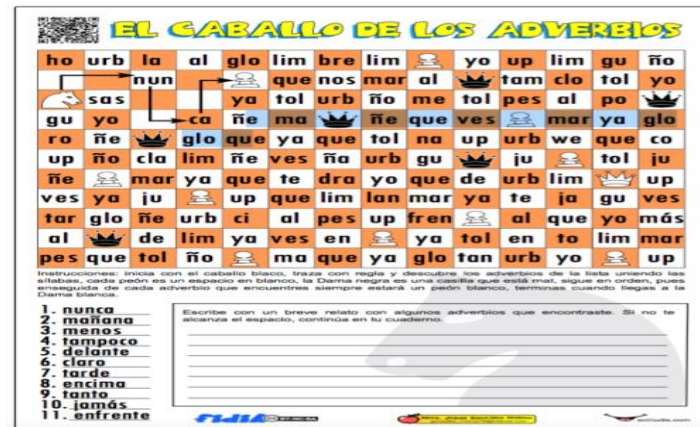 EL CABALLO DE LOS ADVERBIOS
ho urb la al glo lim bre lim yo up lim gu ño
nun que nos mar al tam clo tol yo
sas ya tol urb ño me tol pes al po
gu yo ca ñe ma ñe que ves mar ya glo
ro ñe glo que ya que tol na up urb we que co
up ño cla lim ñe ves ña urb gu ju tol ju
ñe mar ya que te dra yo que de urb lim up
ves ya ju up que lim lan mar ya te ja gu ves
tar glo ñe urb ci al pes up fren al que yo más
al de lim ya ves en ya tol en to lim mar
pes que tol ño ma que ya glo tan urb yo up
Instrucciones: Inicia con el caballo blaco, traza con regla y descubre los adverbios de la lista uniendo las
sílabas, cada peón es un espacio en blanco, la Dama negra es una casilla que está mal, sigue en orden, pues
enseguida de cada adverbio que encuentres siempre estará un peón blanco, terminas cuando llegas a la
Dama blanca.
1. nunca
2. mañana
3. menos
4. tampoco
5. delante
6. claro
7. tarde
8. encima
9. tanto
10. jamás
11. enfrente
Escribe con un breve relato con algunos adverbios que encontraste. Si no te
alcanza el espacio, continúa en tu cuaderno.